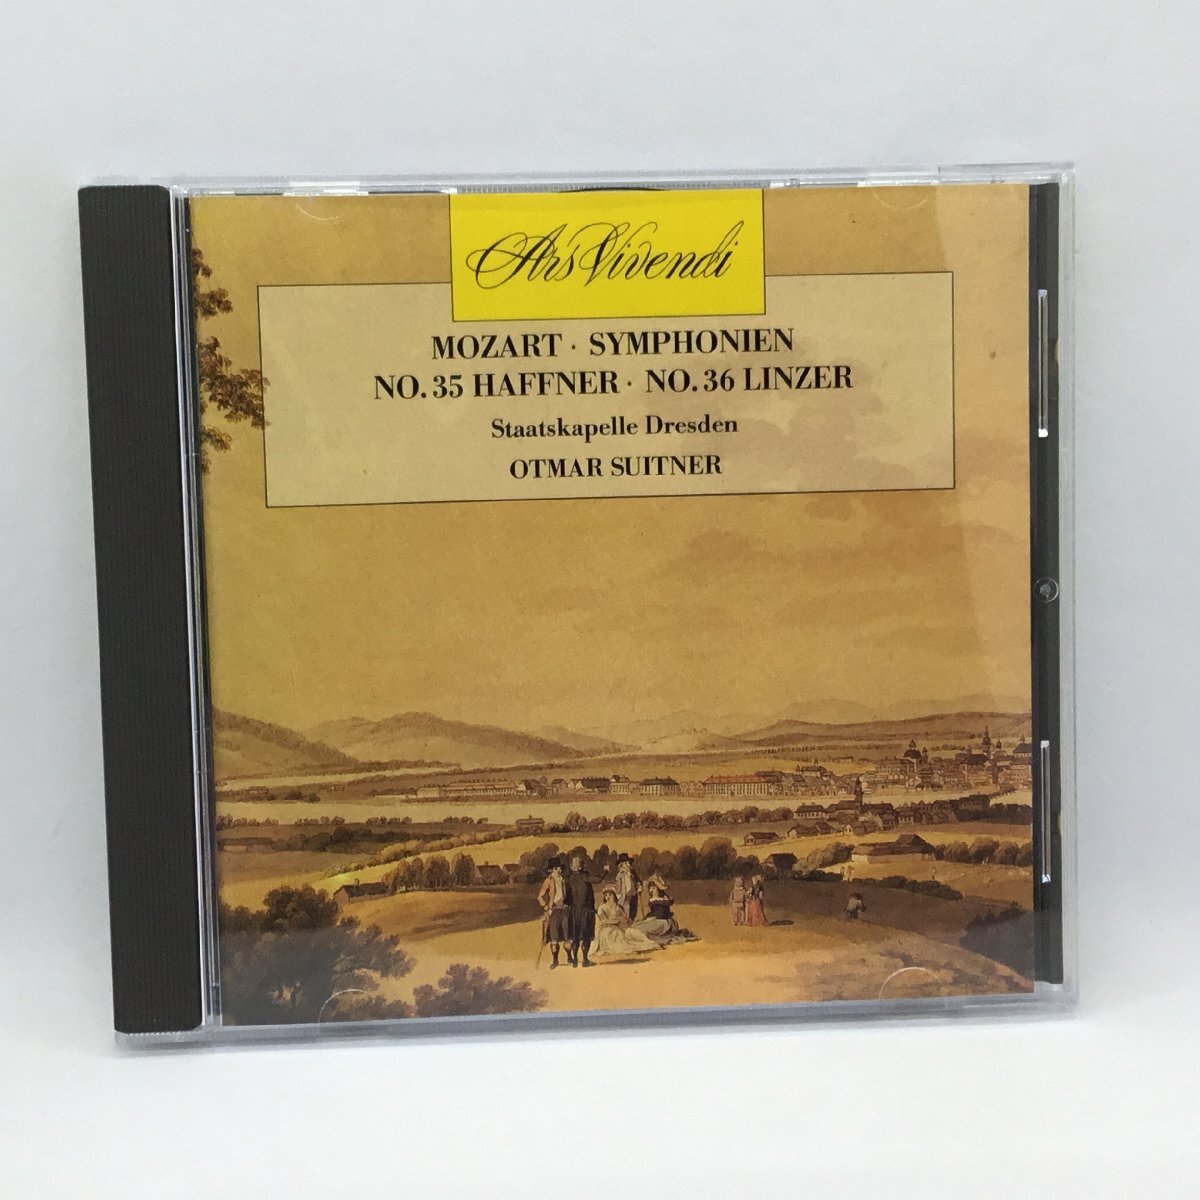 Ars Vivendi
MOZART · SYMPHONIEN
NO. 35 HAFFNER · NO. 36 LINZER
Staatskapelle Dresden
OTMAR SUITNER